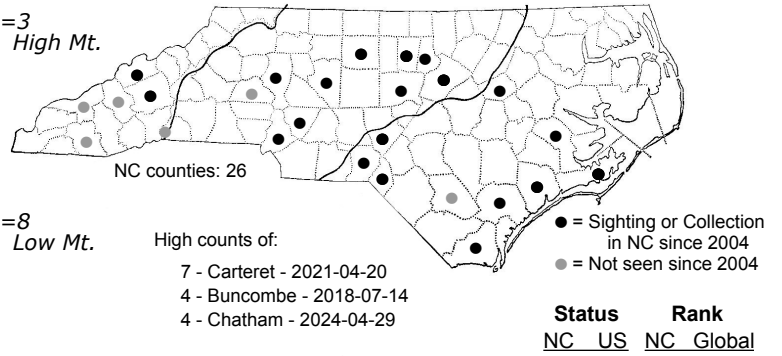 =3
High Mt.
NC counties: 26
=8
Low Mt.
High counts of:
7 - Carteret - 2021-04-20
4 - Buncombe - 2018-07-14
4 - Chatham - 2024-04-29
= Sighting or Collection
in NC since 2004
= Not seen since 2004
Status Rank
NC US NC Global